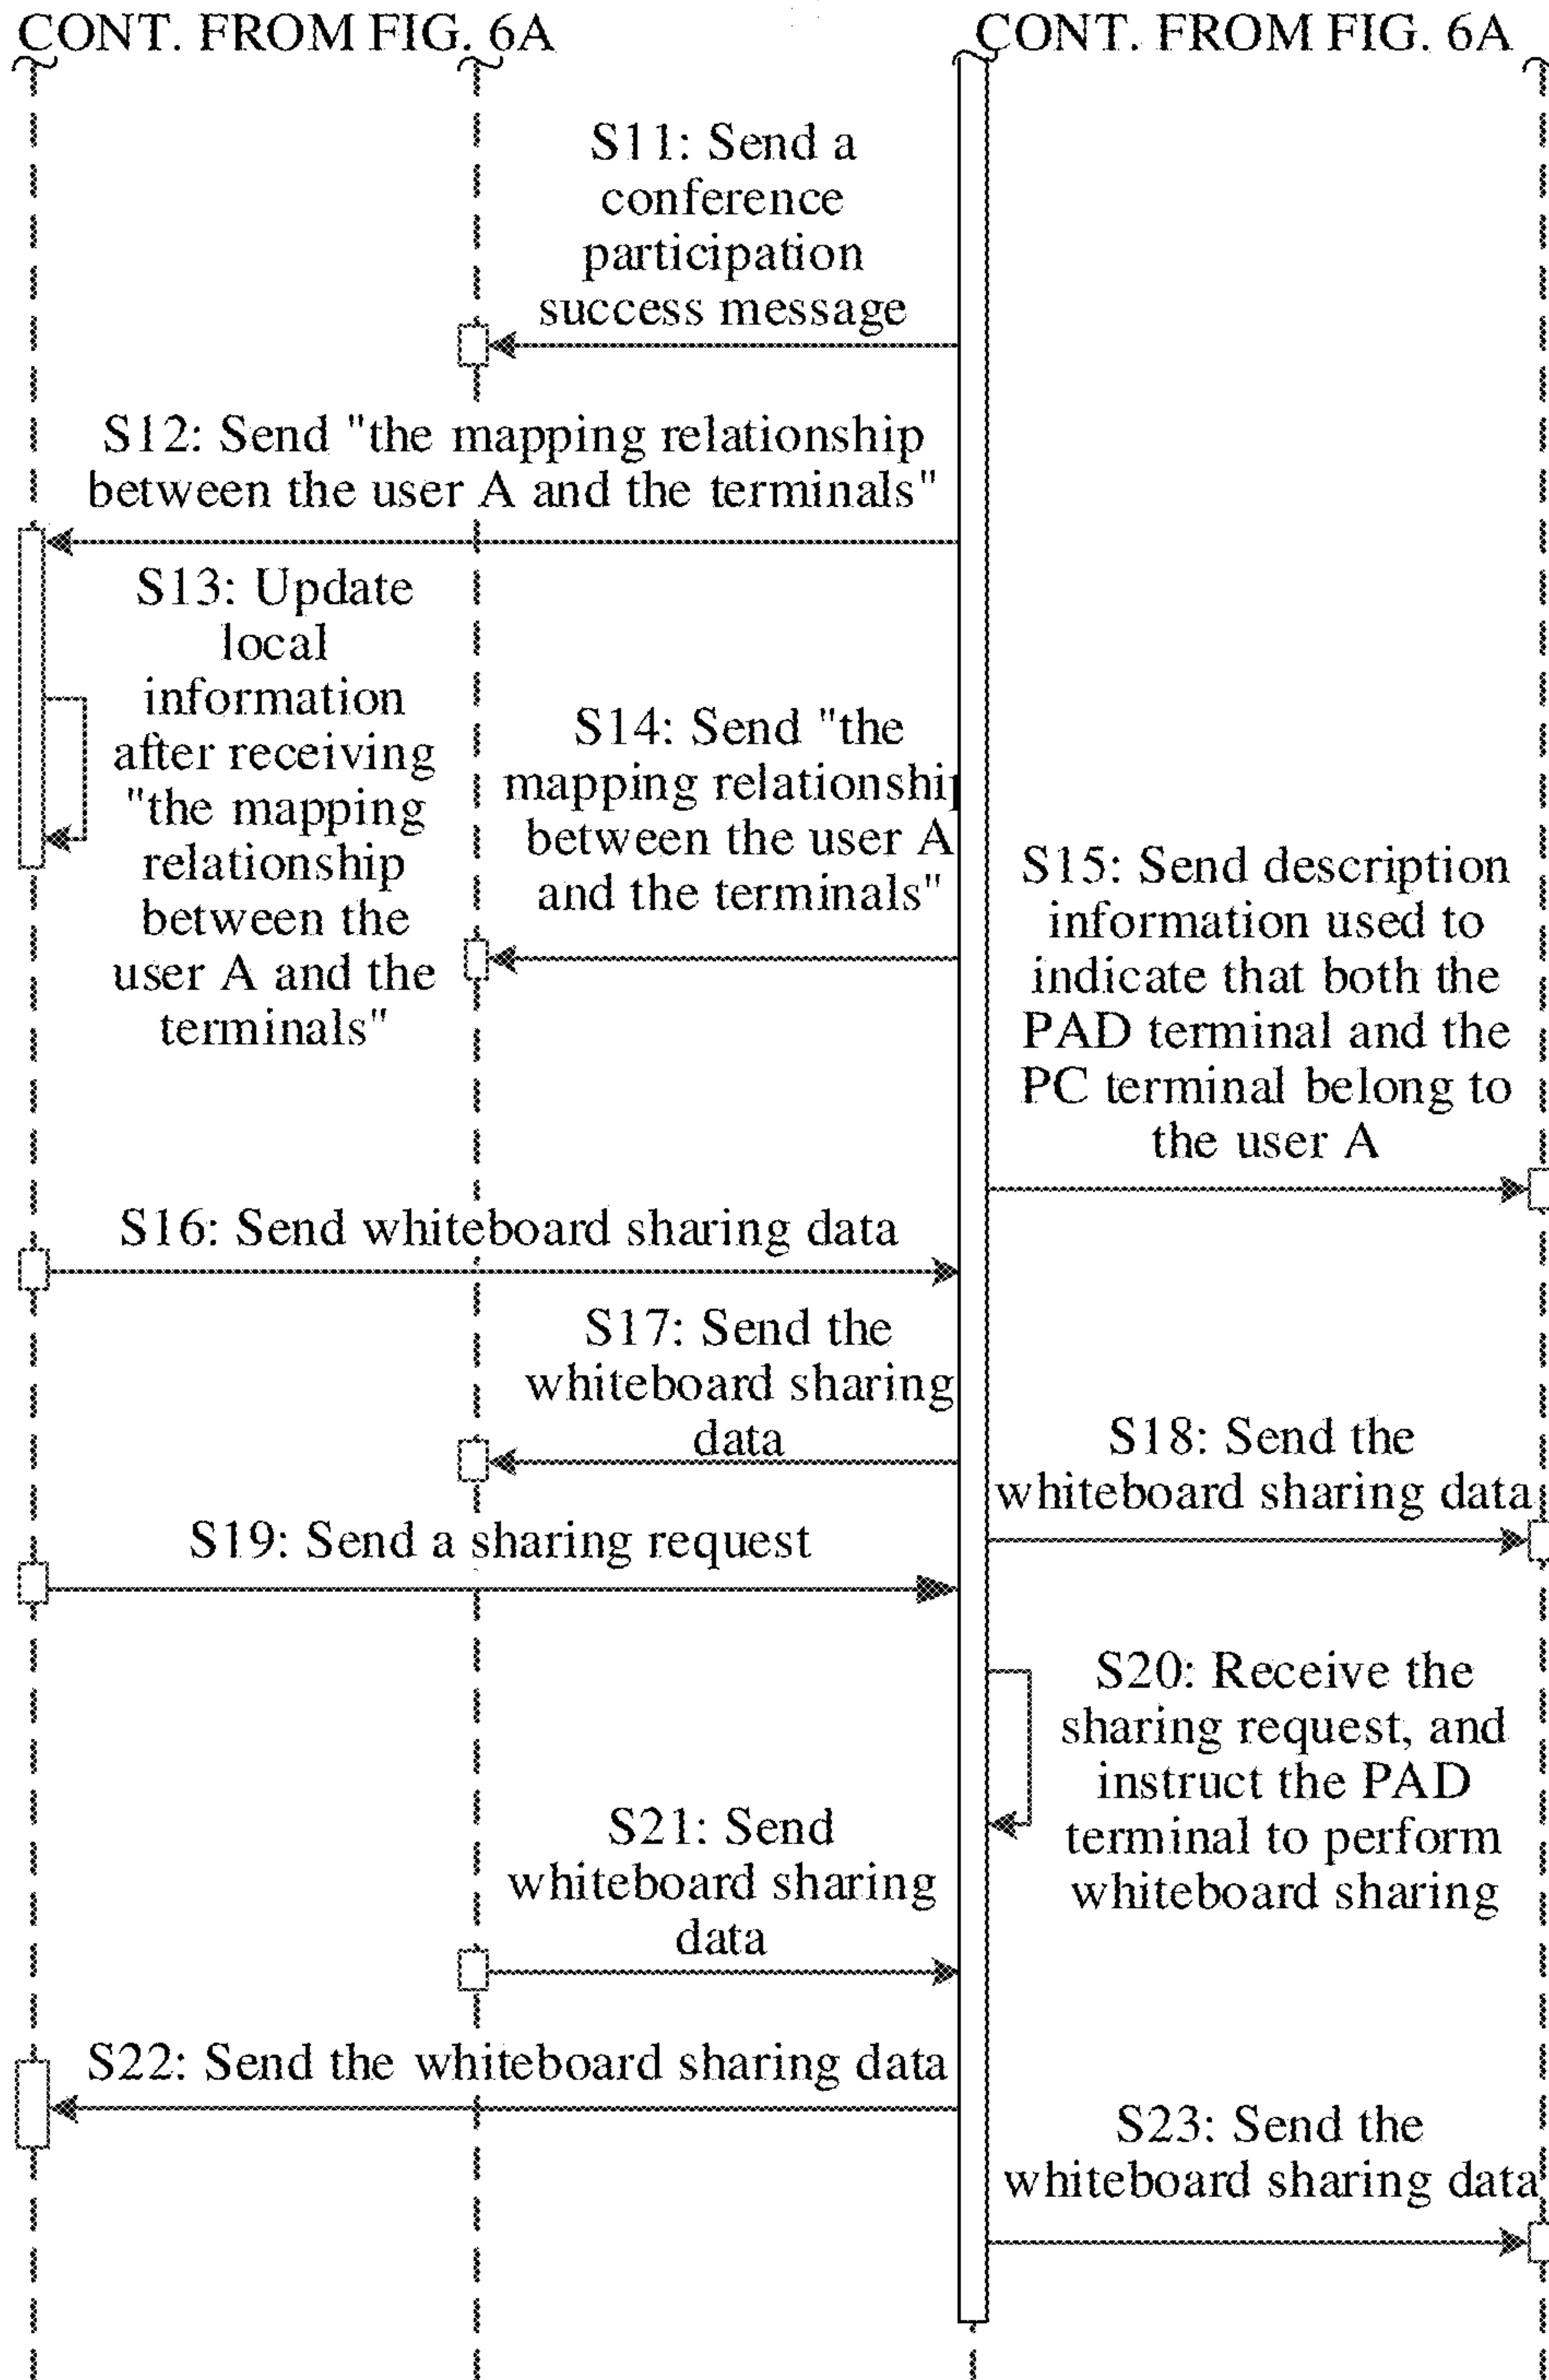 CONT. FROM FIG. 6A
CONT. FROM FIG. 6A
S11: Send a
conference
participation
success message
S12: Send "the mapping relationship
between the user A and the terminals"
S13: Update
local
information
after receiving
"the mapping
relationship
between the
user A and the
terminals"
S14: Send "the
mapping relationship
between the user A
and the terminals"
S15: Send description
information used to
indicate that both the
PAD terminal and the
PC terminal belong to
the user A
S16: Send whiteboard sharing data
S17: Send the
whiteboard sharing
data
S18: Send the
whiteboard sharing data
S19: Send a sharing request
S20: Receive the
sharing request, and
instruct the PAD
terminal to perform
whiteboard sharing
S21: Send
whiteboard sharing
data
S22: Send the whiteboard sharing data
S23: Send the
whiteboard sharing data